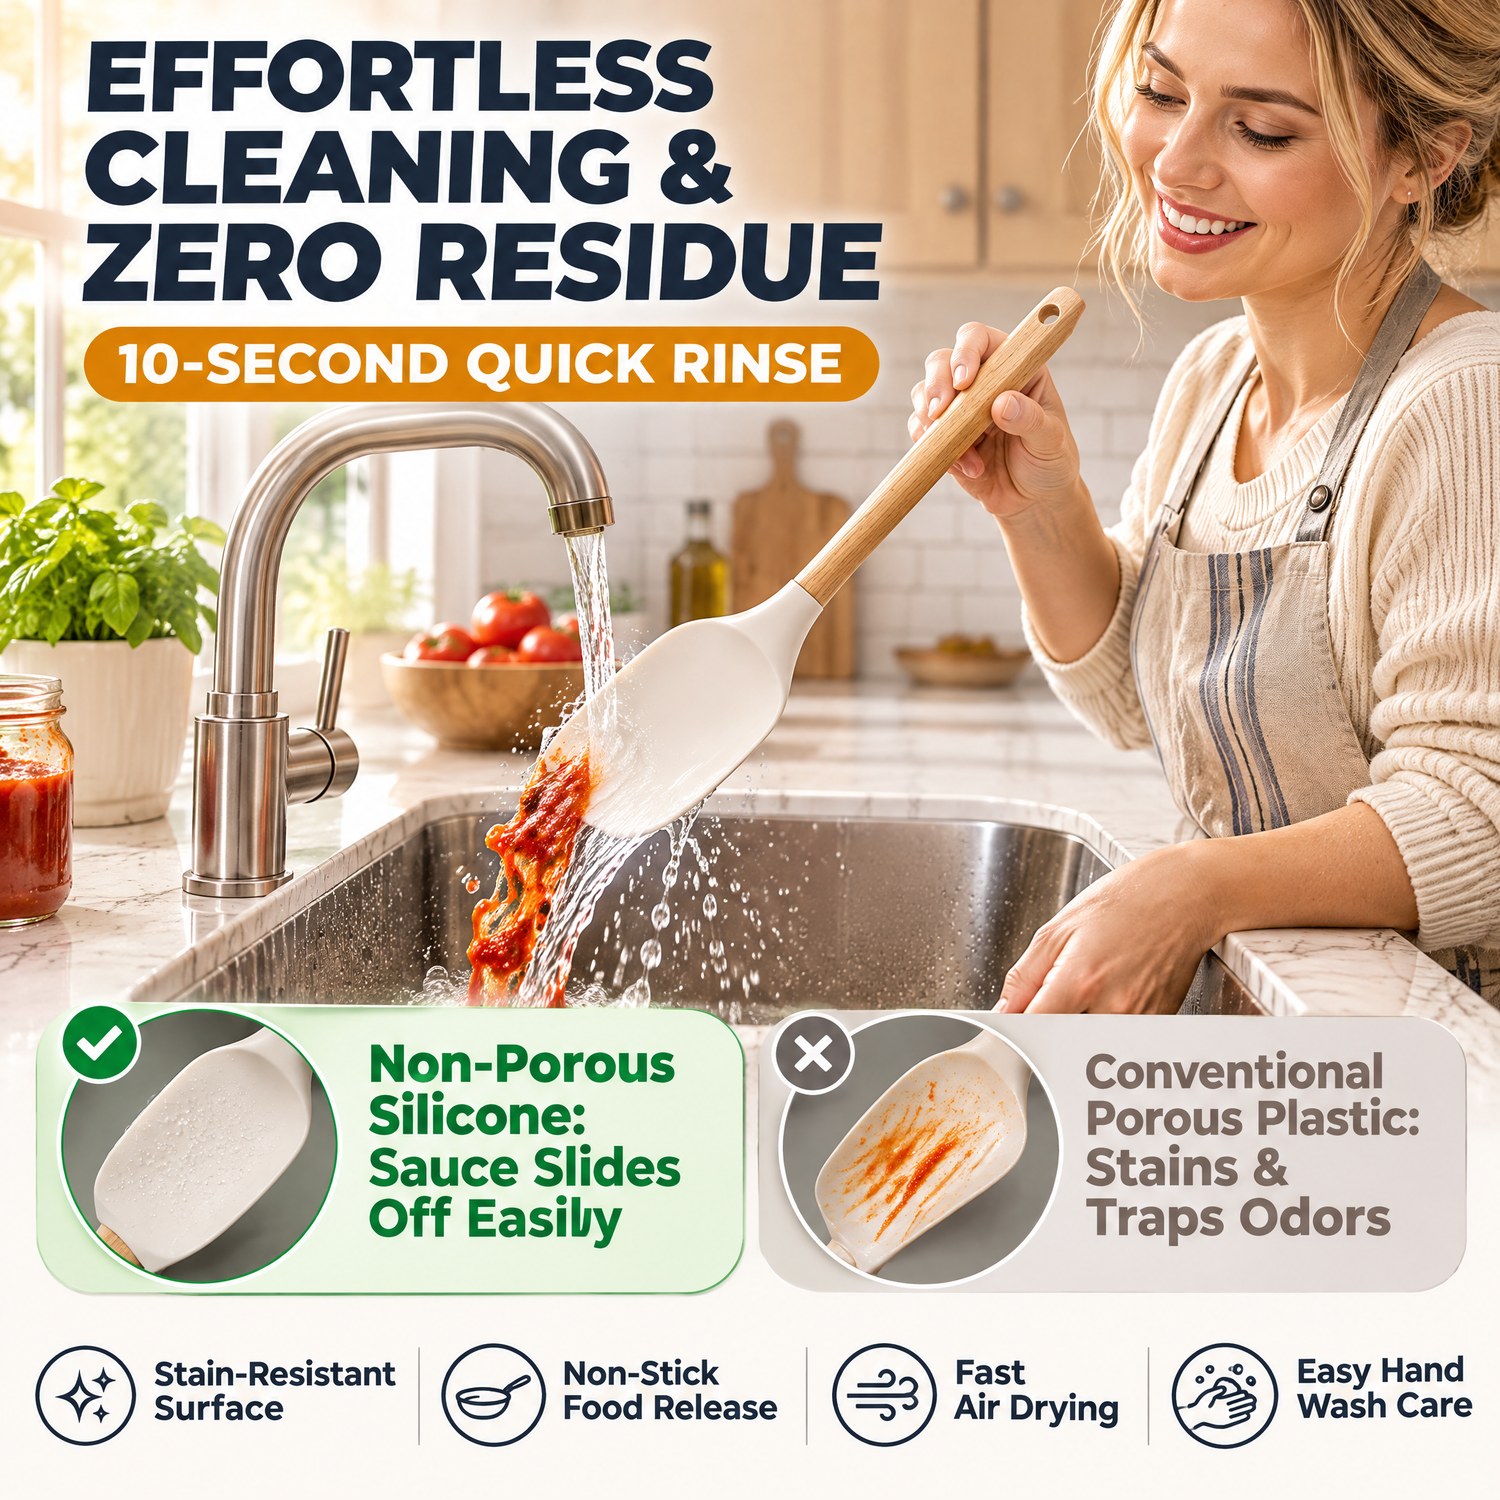 EFFORTLESS
CLEANING &
ZERO RESIDUE
10-SECOND QUICK RINSE
Non-Porous
Silicone:
Sauce Slides
Off Easily
Conventional
Porous Plastic:
Stains &
Traps Odors
Stain-Resistant
Surface
Non-Stick
Food Release
Fast
Air Drying
Easy Hand
Wash Care